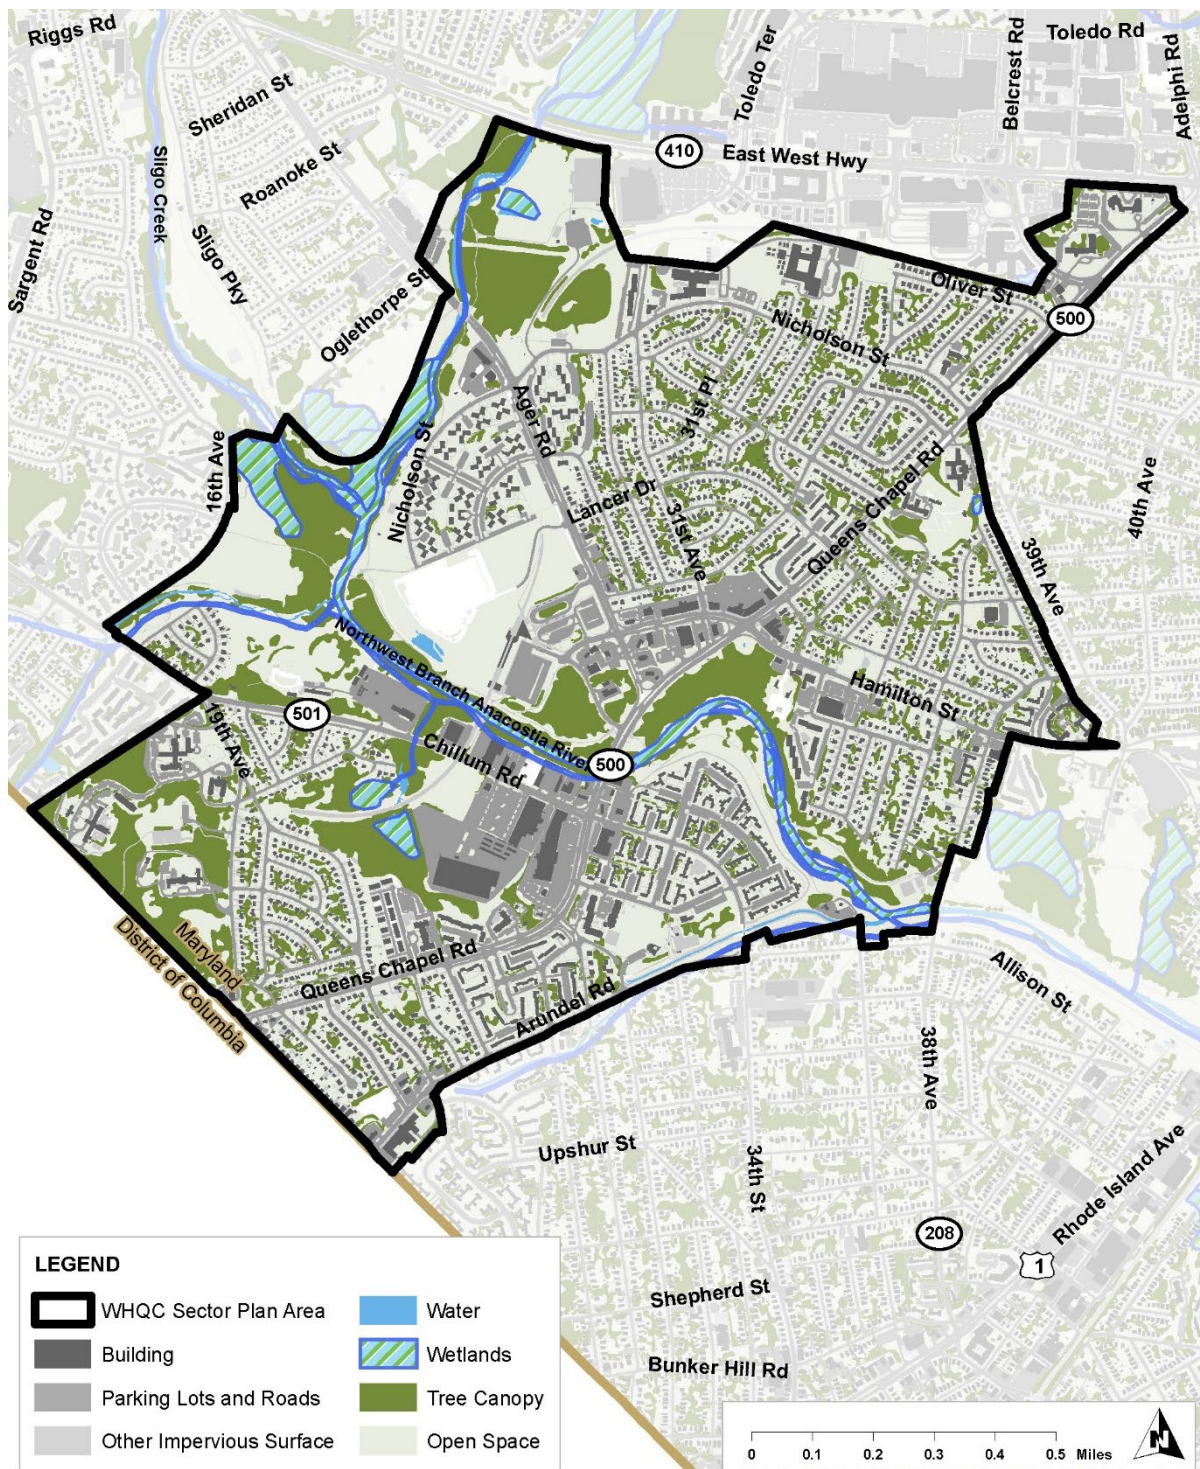 Riggs Rd
Toledo Ter
Belcrest Rd
Toledo Rd
Adelphi Rd
Sheridan St
410
East West Hwy
Roanoke St
Sligo Creek
Sargent Rd
Sligo Pky
Oglethorpe St
Oliver St
500
Nicholson St
31st Pl
Ager Rd
Nicholson St
16th Ave
Lancer Dr
31st Ave
Queens Chapel Rd
40th Ave
39th Ave
Northwest Branch Anacostia River
Hamilton St
19th Ave
501
Chillum Rd
500
Maryland
District of Columbia
Queens Chapel Rd
Arundel Rd
Allison St
38th Ave
Upshur St
34th St
Rhode Island Ave
208
1
Shepherd St
Bunker Hill Rd
LEGEND
WHQC Sector Plan Area
Building
Parking Lots and Roads
Other Impervious Surface
Water
Wetlands
Tree Canopy
Open Space
0 0.1 0.2 0.3 0.4 0.5 Miles
N